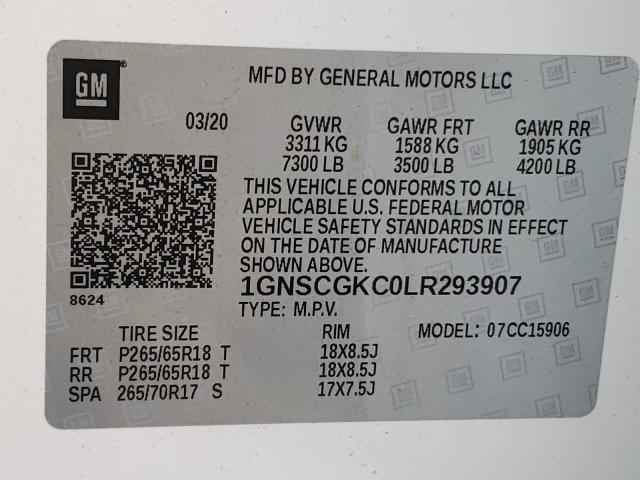 GM
MFD BY GENERAL MOTORS LLC
03/20 GVWR GAWR FRT GAWR RR
3311 KG 1588 KG 1905 KG
7300 LB 3500 LB 4200 LB
THIS VEHICLE CONFORMS TO ALL
APPLICABLE U.S. FEDERAL MOTOR
VEHICLE SAFETY STANDARDS IN EFFECT
ON THE DATE OF MANUFACTURE
SHOWN ABOVE.
1GNSCGKC0LR293907
8624
TYPE: M.P.V.
TIRE SIZE RIM MODEL: 07CC15906
FRT P265/65R18 T 18X8.5J
RR P265/65R18 T 18X8.5J
SPA 265/70R17 S 17X7.5J